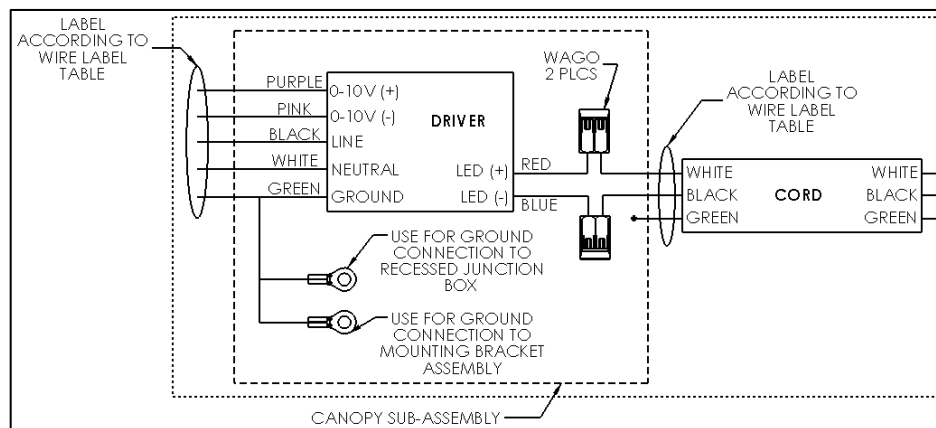 LABEL
ACCORDING TO
WIRE LABEL
TABLE
PURPLE
PINK
BLACK
WHITE
GREEN
0-10V (+)
0-10V (-)
LINE
NEUTRAL
GROUND
DRIVER
LED (+)
LED (-)
RED
BLUE
WAGO
2 PLCS
LABEL
ACCORDING TO
WIRE LABEL
TABLE
WHITE
BLACK
GREEN
CORD
WHITE
BLACK
GREEN
USE FOR GROUND
CONNECTION TO
RECESSED JUNCTION
BOX
USE FOR GROUND
CONNECTION TO
MOUNTING BRACKET
ASSEMBLY
CANOPY SUB-ASSEMBLY